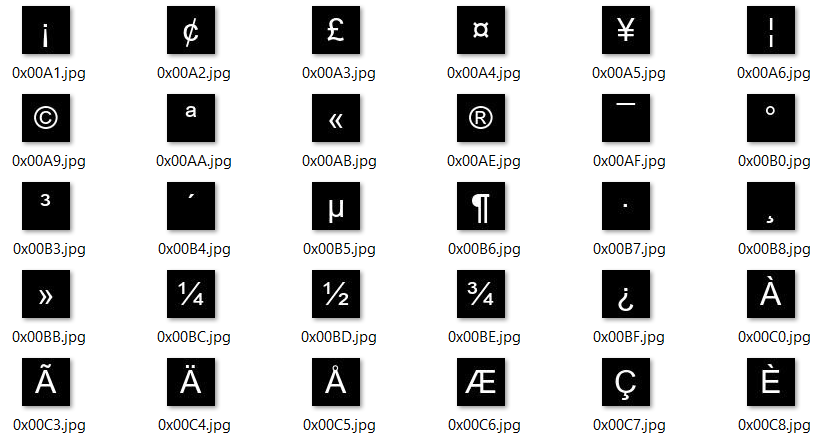 ¡ ¢ £ ¤ ¥ ¦
0x00A1.jpg 0x00A2.jpg 0x00A3.jpg 0x00A4.jpg 0x00A5.jpg 0x00A6.jpg
© ª « ® ¯ °
0x00A9.jpg 0x00AA.jpg 0x00AB.jpg 0x00AE.jpg 0x00AF.jpg 0x00B0.jpg
³ ´ µ ¶ · ¸
0x00B3.jpg 0x00B4.jpg 0x00B5.jpg 0x00B6.jpg 0x00B7.jpg 0x00B8.jpg
» ¼ ½ ¾ ¿ À
0x00BB.jpg 0x00BC.jpg 0x00BD.jpg 0x00BE.jpg 0x00BF.jpg 0x00C0.jpg
Ã Ä Å Æ Ç È
0x00C3.jpg 0x00C4.jpg 0x00C5.jpg 0x00C6.jpg 0x00C7.jpg 0x00C8.jpg